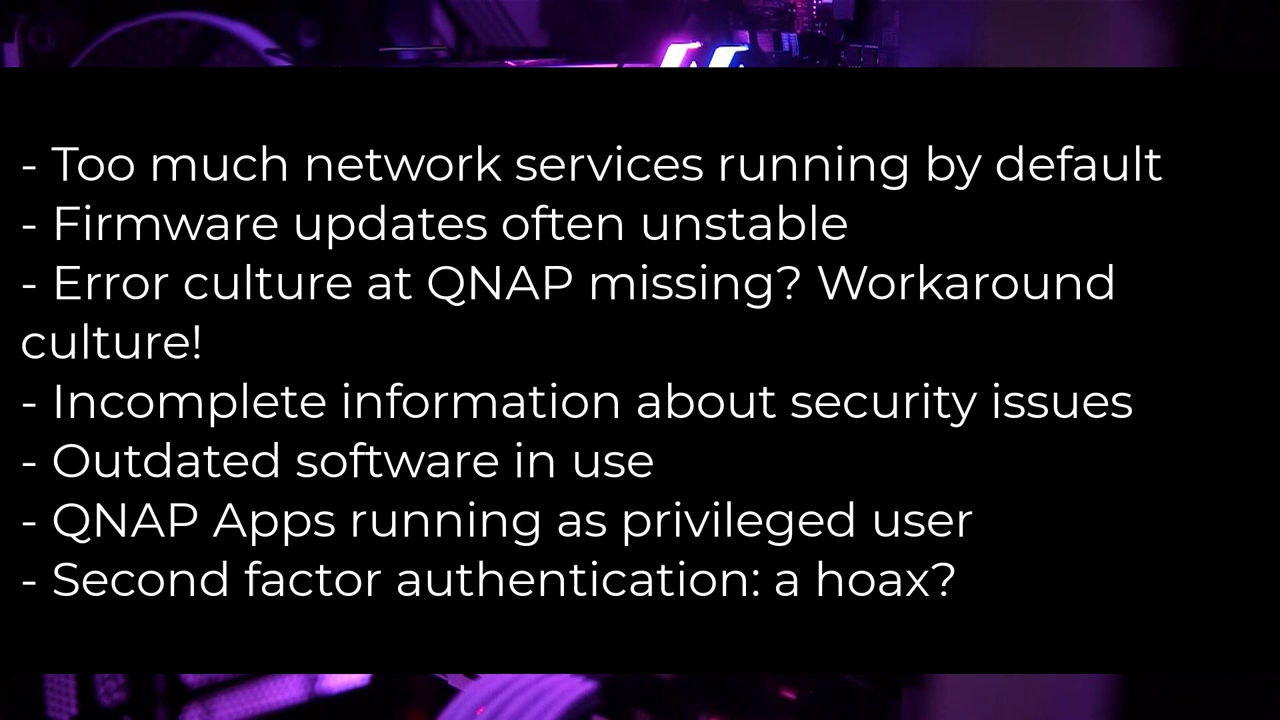 - Too much network services running by default
- Firmware updates often unstable
- Error culture at QNAP missing? Workaround
culture!
- Incomplete information about security issues
- Outdated software in use
- QNAP Apps running as privileged user
- Second factor authentication: a hoax?